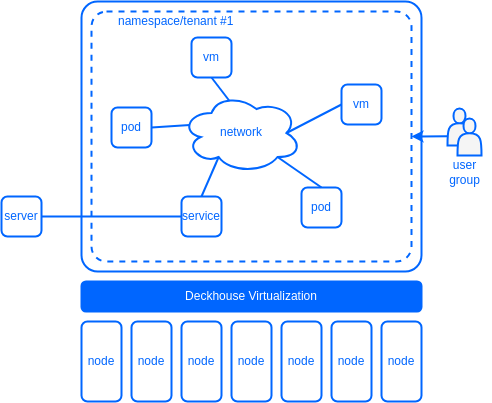 namespace/tenant #1
vm
vm
pod
network
user
group
server
service
pod
Deckhouse Virtualization
node
node
node
node
node
node
node